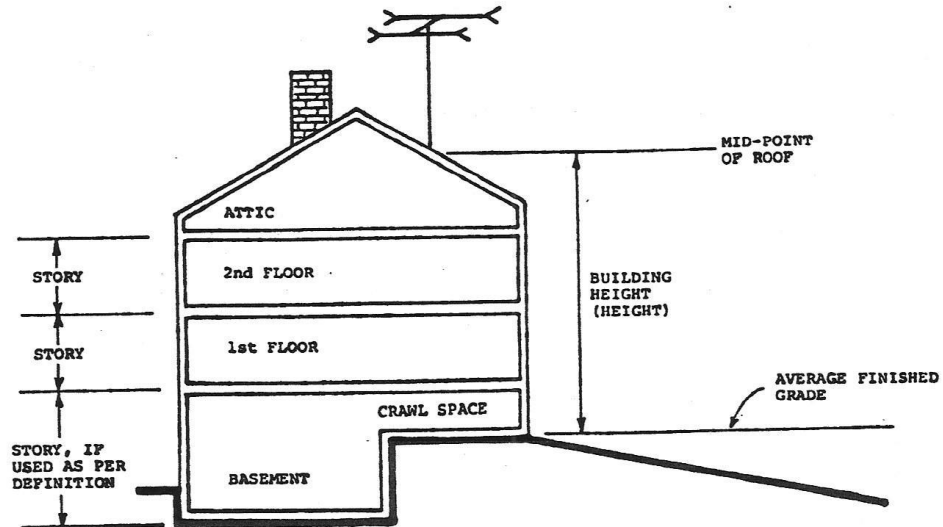 MID-POINT
OF ROOF
ATTIC
STORY
2nd FLOOR
BUILDING
HEIGHT
(HEIGHT)
STORY
1st FLOOR
AVERAGE FINISHED
GRADE
CRAWL SPACE
STORY, IF
USED AS PER
DEFINITION
BASEMENT